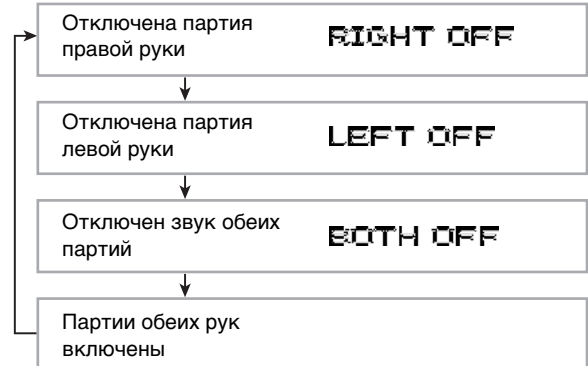 Отключена партия
правой руки
RIGHT OFF
Отключена партия
левой руки
LEFT OFF
Отключен звук обеих
партий
BOTH OFF
Партии обеих рук
включены